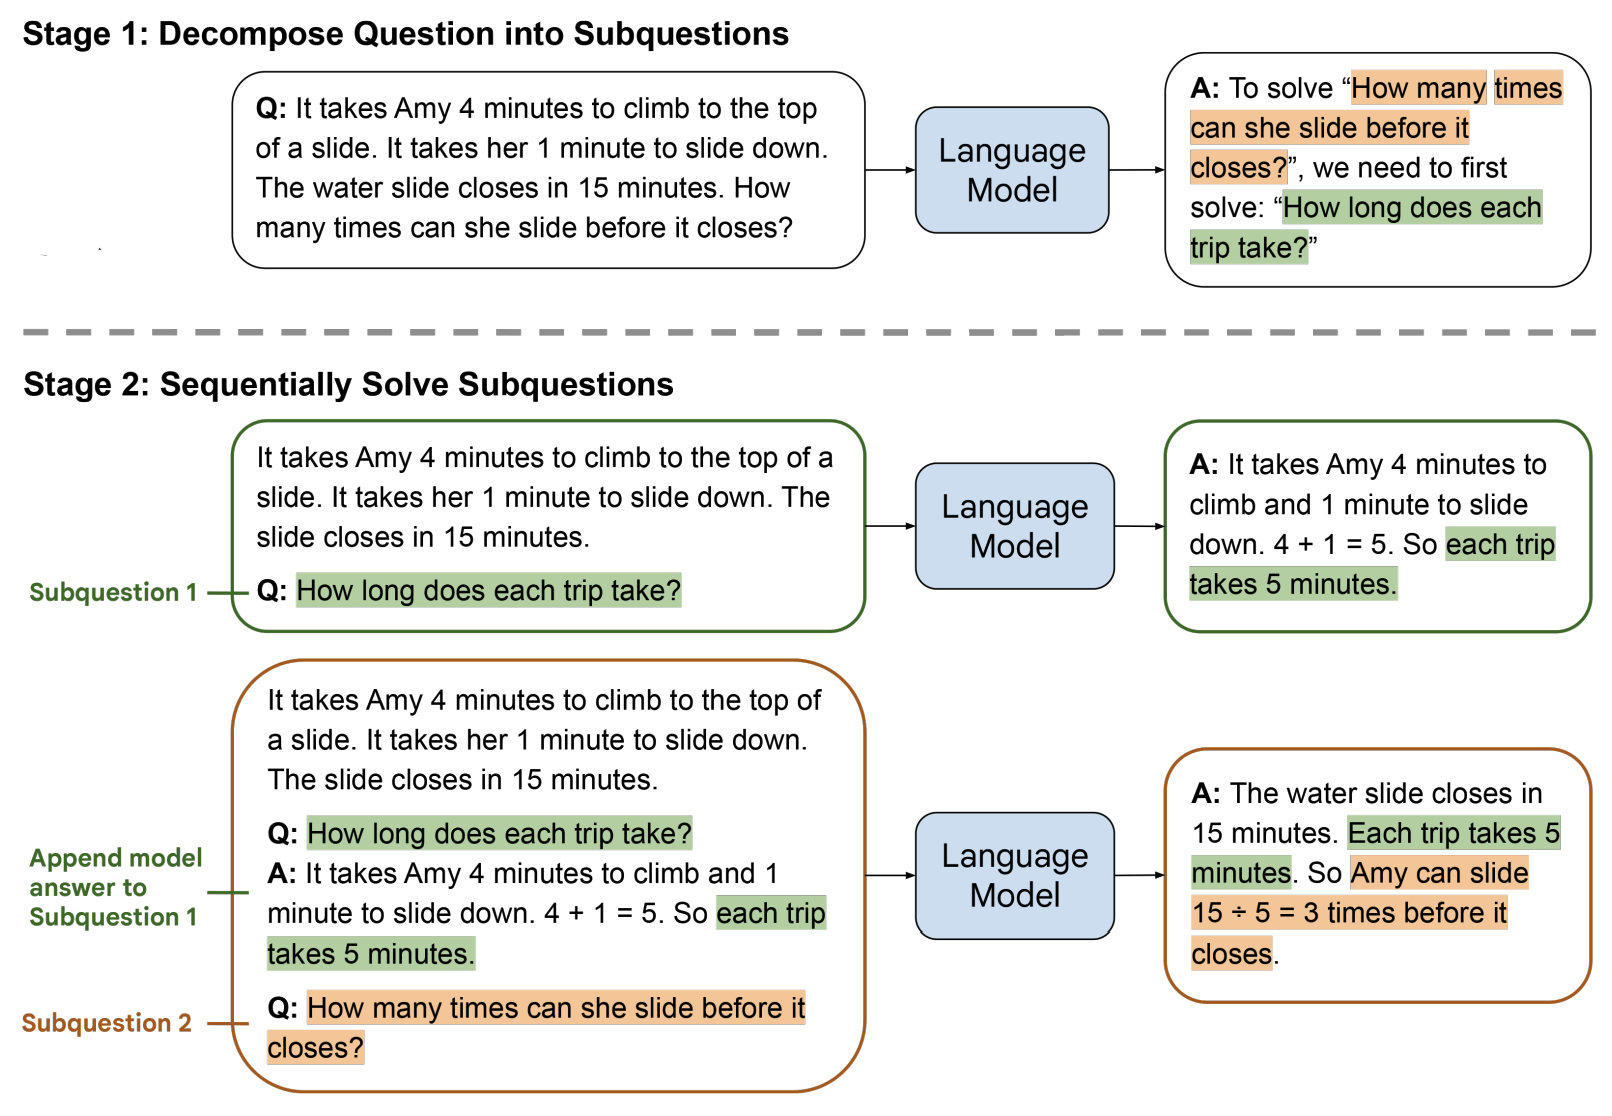 Stage 1: Decompose Question into Subquestions
Q: It takes Amy 4 minutes to climb to the top
of a slide. It takes her 1 minute to slide down.
The water slide closes in 15 minutes. How
many times can she slide before it closes?
Language
Model
A: To solve “How many times
can she slide before it
closes?”, we need to first
solve: “How long does each
trip take?”
Stage 2: Sequentially Solve Subquestions
It takes Amy 4 minutes to climb to the top of a
slide. It takes her 1 minute to slide down. The
slide closes in 15 minutes.
Subquestion 1
Q: How long does each trip take?
Language
Model
A: It takes Amy 4 minutes to
climb and 1 minute to slide
down. 4 + 1 = 5. So each trip
takes 5 minutes.
It takes Amy 4 minutes to climb to the top of
a slide. It takes her 1 minute to slide down.
The slide closes in 15 minutes.
Append model
answer to
Subquestion 1
Q: How long does each trip take?
A: It takes Amy 4 minutes to climb and 1
minute to slide down. 4 + 1 = 5. So each trip
takes 5 minutes.
Subquestion 2
Q: How many times can she slide before it
closes?
Language
Model
A: The water slide closes in
15 minutes. Each trip takes 5
minutes. So Amy can slide
15 ÷ 5 = 3 times before it
closes.